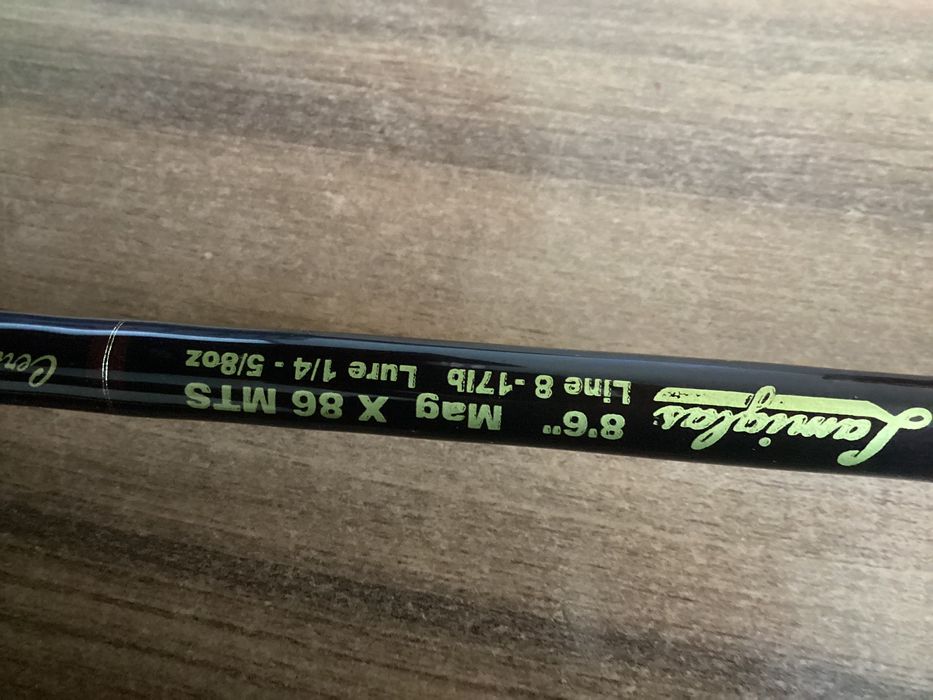 Lamiglas
8'6" Mag X 86 MTS
Line 8 - 17lb Lure 1/4 - 5/8oz